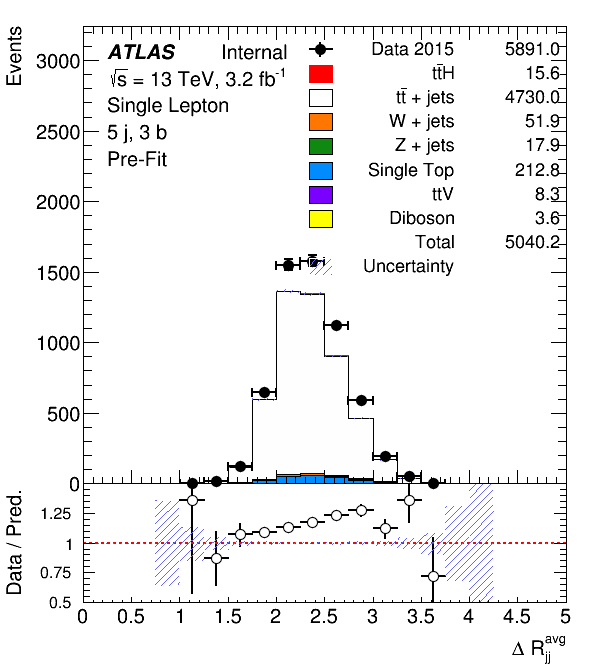 Events
3000
2500
2000
1500
1000
500
0
ATLAS Internal
√s = 13 TeV, 3.2 fb⁻¹
Single Lepton
5 j, 3 b
Pre-Fit
Data 2015 5891.0
tt̄H 15.6
tt̄ + jets 4730.0
W + jets 51.9
Z + jets 17.9
Single Top 212.8
ttV 8.3
Diboson 3.6
Total 5040.2
Uncertainty
Data / Pred.
1.25
1
0.75
0.5
0 0.5 1 1.5 2 2.5 3 3.5 4 4.5 5
Δ R_jj^avg